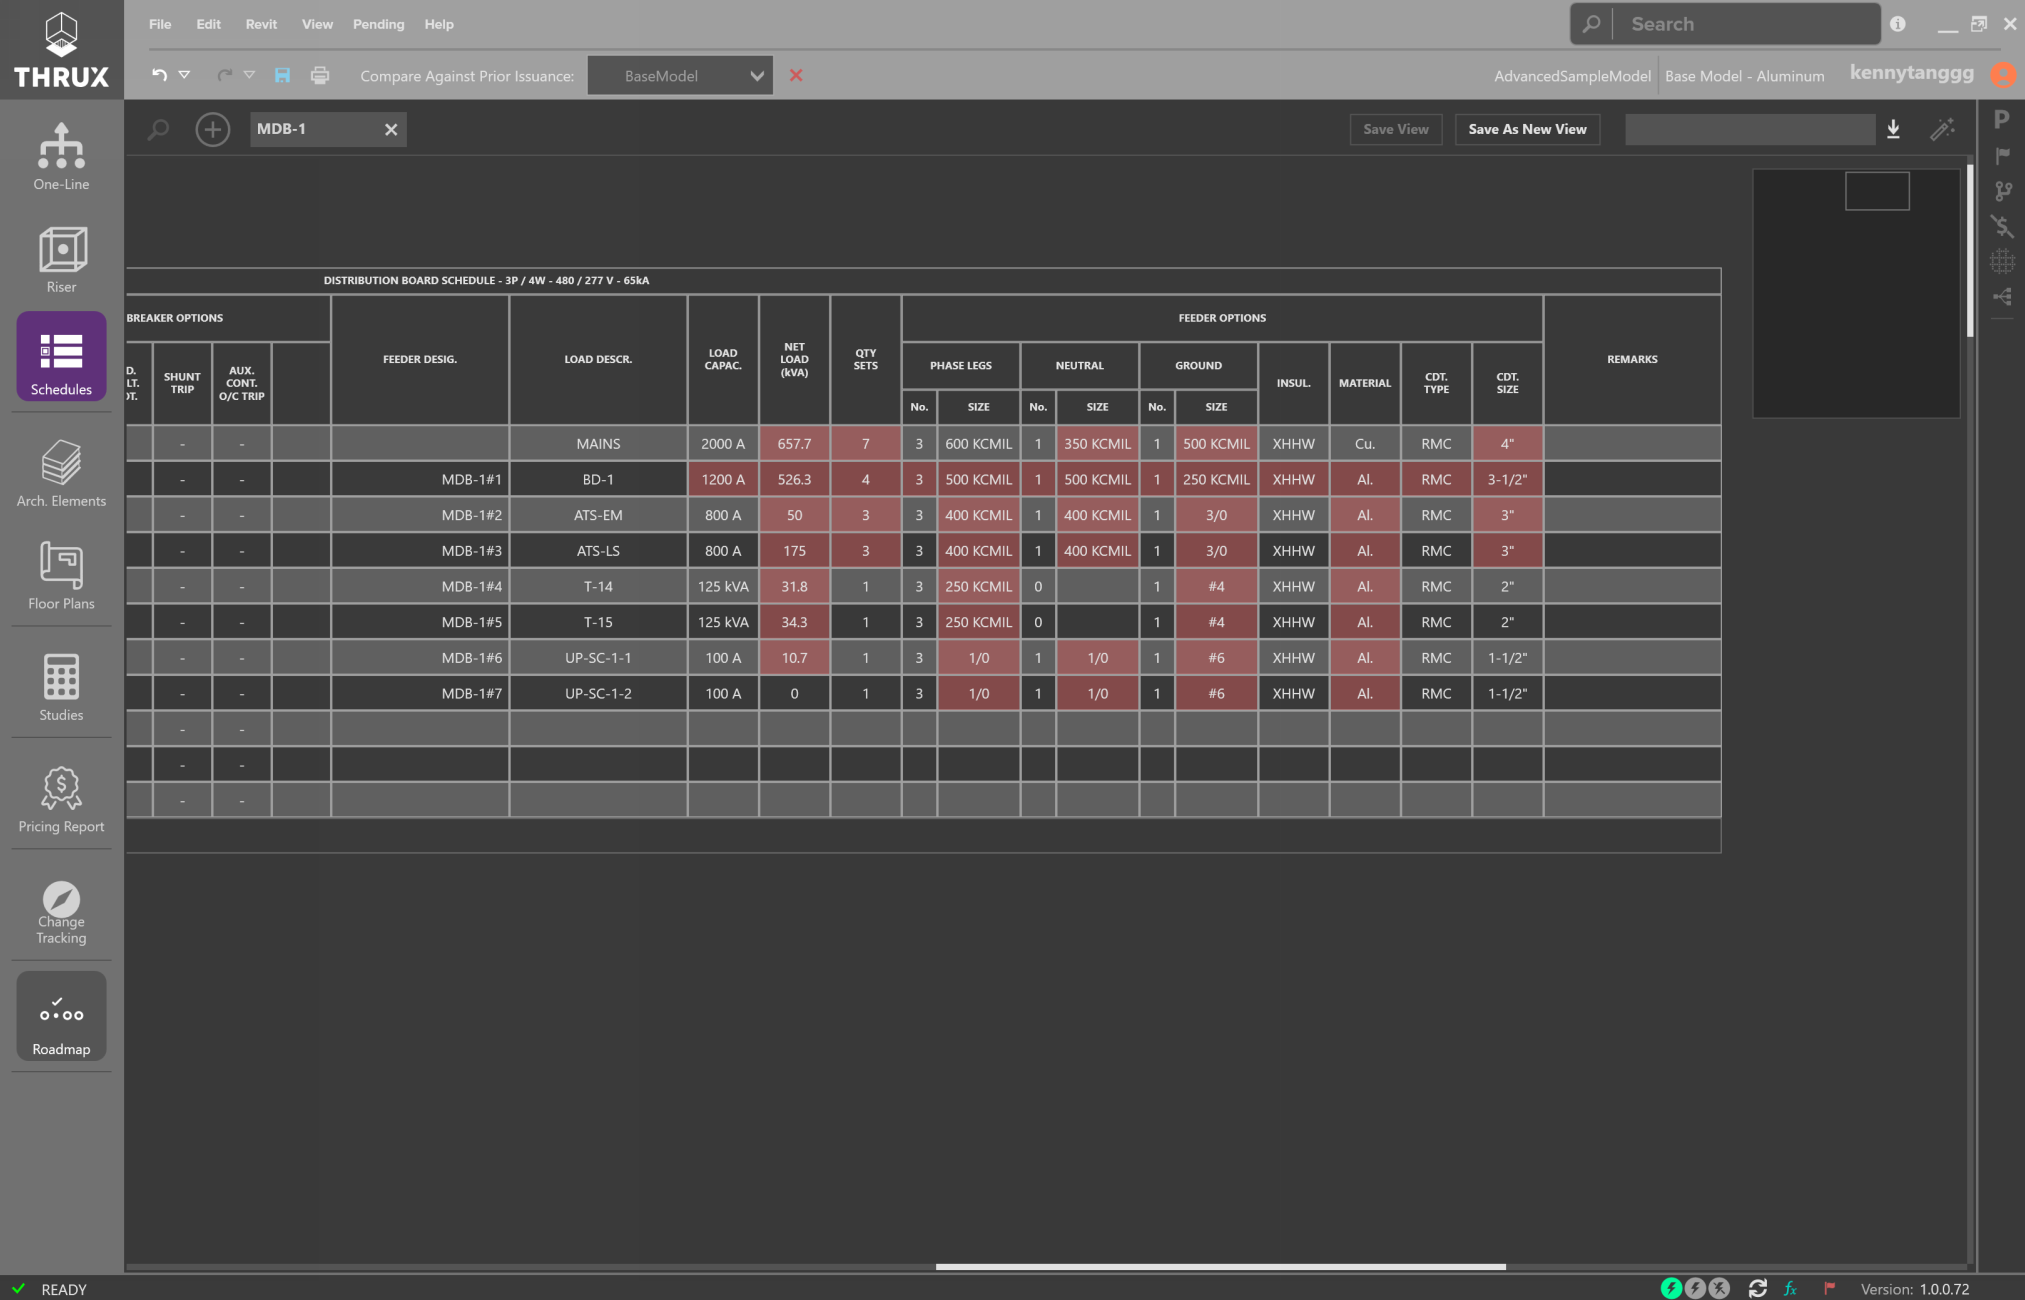 THRUX
File Edit Revit View Pending Help
Search
Compare Against Prior Issuance: BaseModel
AdvancedSampleModel Base Model - Aluminum kennytanggg
MDB-1
Save View Save As New View
One-Line
Riser
Schedules
Arch. Elements
Floor Plans
Studies
Pricing Report
Change
Tracking
Roadmap
P
DISTRIBUTION BOARD SCHEDULE - 3P / 4W - 480 / 277 V - 65kA
BREAKER OPTIONS
FEEDER DESIG.
LOAD DESCR.
LOAD
CAPAC.
NET
LOAD
(kVA)
QTY
SETS
FEEDER OPTIONS
REMARKS
D.
LT.
OT.
SHUNT
TRIP
AUX.
CONT.
O/C TRIP
PHASE LEGS NEUTRAL GROUND
INSUL.
MATERIAL
CDT.
TYPE
CDT.
SIZE
No. SIZE No. SIZE No. SIZE
- - MAINS 2000 A 657.7 7 3 600 KCMIL 1 350 KCMIL 1 500 KCMIL XHHW Cu. RMC 4"
- - MDB-1#1 BD-1 1200 A 526.3 4 3 500 KCMIL 1 500 KCMIL 1 250 KCMIL XHHW Al. RMC 3-1/2"
- - MDB-1#2 ATS-EM 800 A 50 3 3 400 KCMIL 1 400 KCMIL 1 3/0 XHHW Al. RMC 3"
- - MDB-1#3 ATS-LS 800 A 175 3 3 400 KCMIL 1 400 KCMIL 1 3/0 XHHW Al. RMC 3"
- - MDB-1#4 T-14 125 kVA 31.8 1 3 250 KCMIL 0 1 #4 XHHW Al. RMC 2"
- - MDB-1#5 T-15 125 kVA 34.3 1 3 250 KCMIL 0 1 #4 XHHW Al. RMC 2"
- - MDB-1#6 UP-SC-1-1 100 A 10.7 1 3 1/0 1 1/0 1 #6 XHHW Al. RMC 1-1/2"
- - MDB-1#7 UP-SC-1-2 100 A 0 1 3 1/0 1 1/0 1 #6 XHHW Al. RMC 1-1/2"
- -
- -
- -
READY
fx
Version: 1.0.0.72